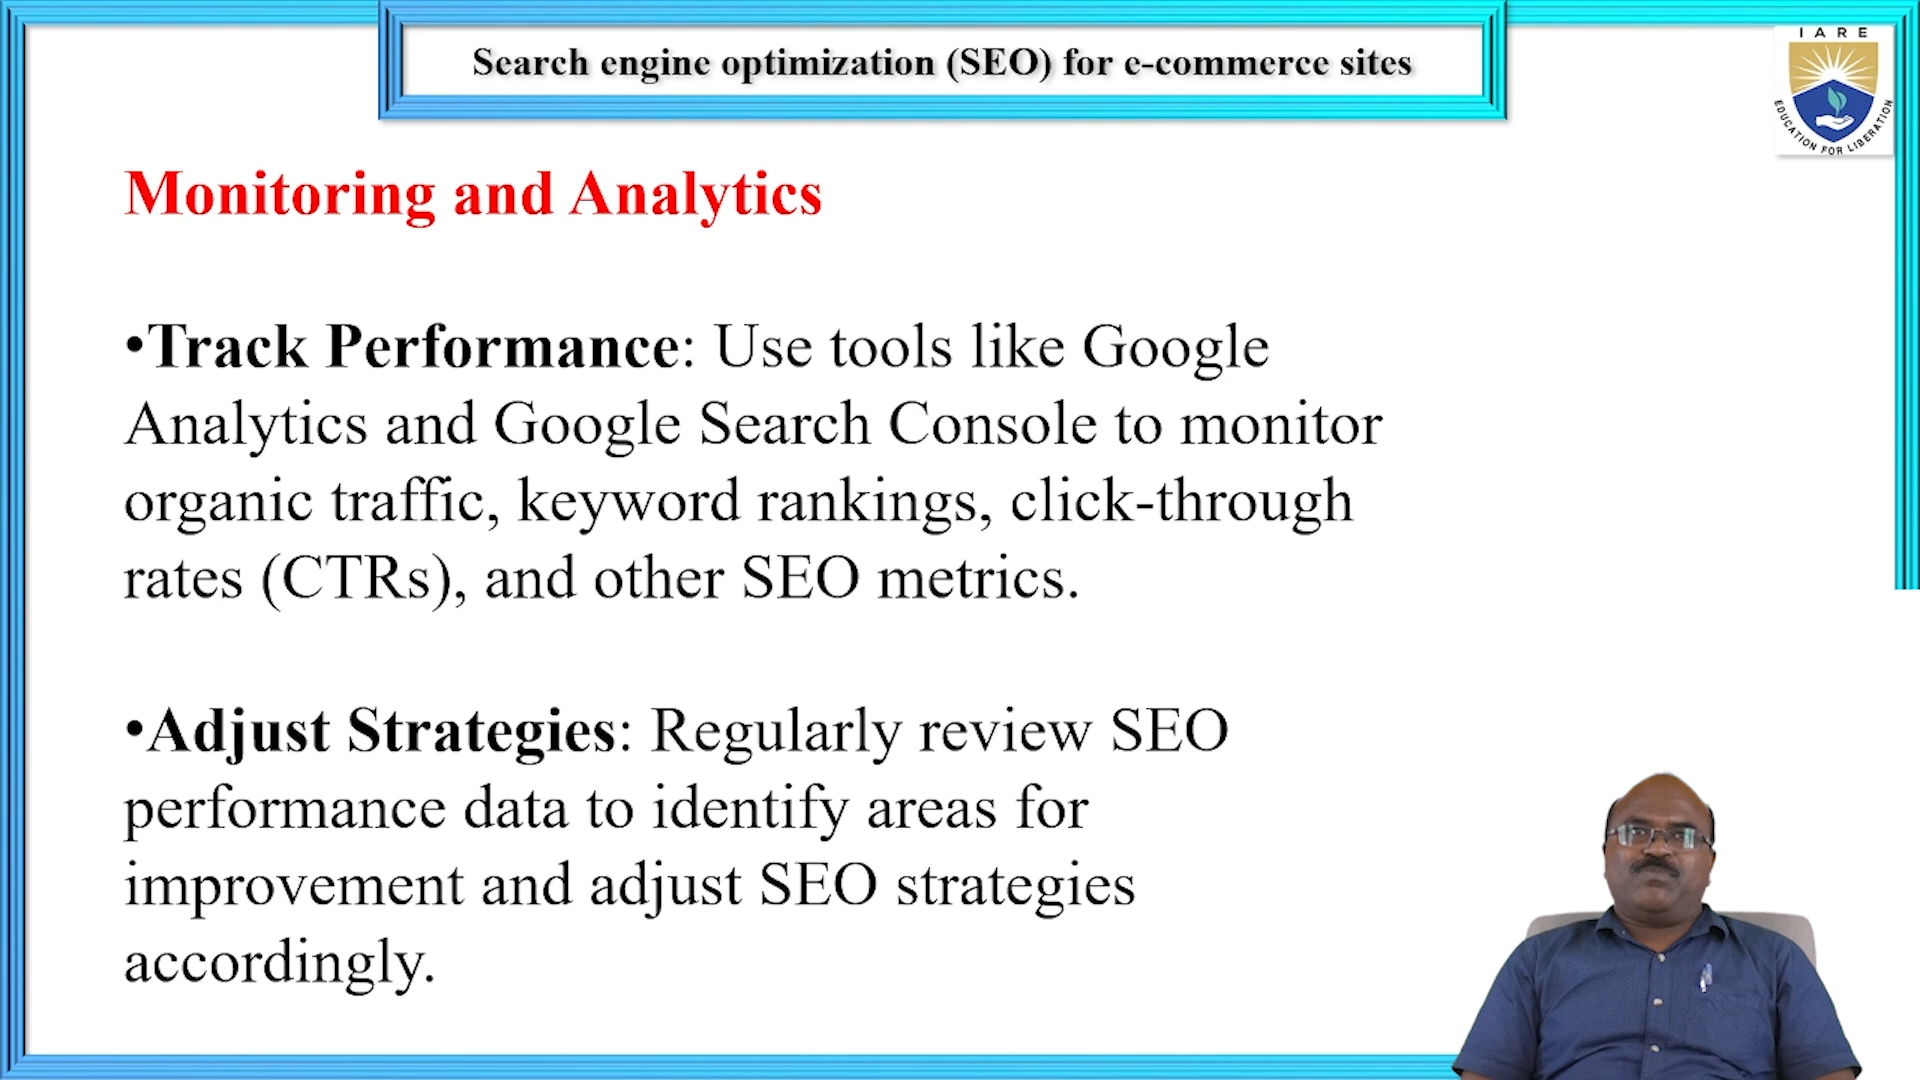 Search engine optimization (SEO) for e-commerce sites
IARE
EDUCATION FOR LIBERATION
Monitoring and Analytics
•Track Performance: Use tools like Google
Analytics and Google Search Console to monitor
organic traffic, keyword rankings, click-through
rates (CTRs), and other SEO metrics.
•Adjust Strategies: Regularly review SEO
performance data to identify areas for
improvement and adjust SEO strategies
accordingly.